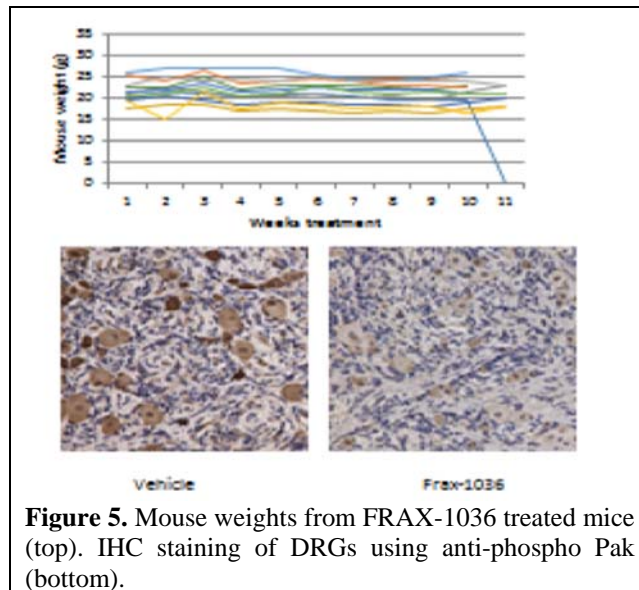 35
30
25
20
15
10
5
0
Mouse weight (g)
1 2 3 4 5 6 7 8 9 10 11
Weeks treatment
Vehicle Frax-1036
Figure 5. Mouse weights from FRAX-1036 treated mice
(top). IHC staining of DRGs using anti-phospho Pak
(bottom).